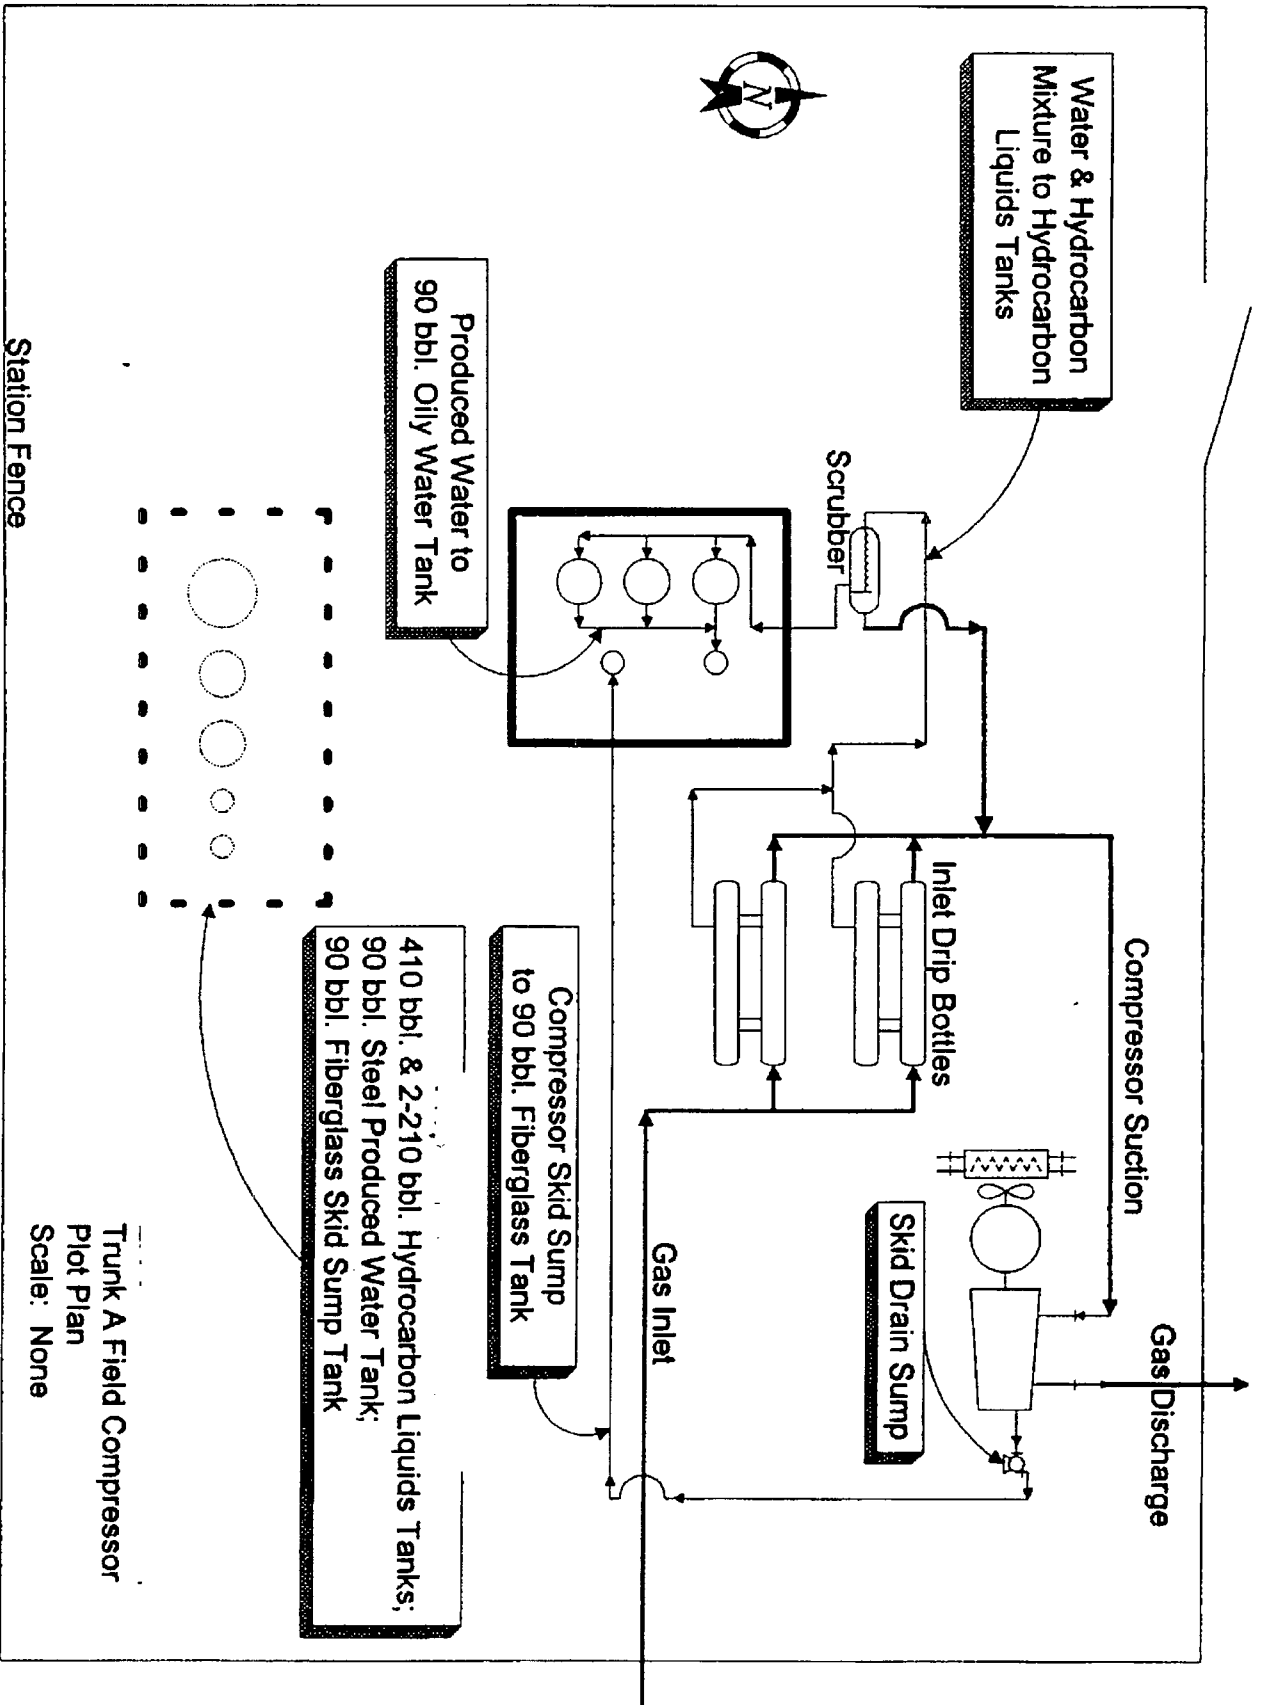 Water & Hydrocarbon
Mixture to Hydrocarbon
Liquids Tanks
N
Scrubber
Produced Water to
90 bbl. Oily Water Tank
Station Fence
Compressor Suction
Inlet Drip Bottles
Gas Discharge
Skid Drain Sump
Gas Inlet
Compressor Skid Sump
to 90 bbl. Fiberglass Tank
410 bbl. & 2-210 bbl. Hydrocarbon Liquids Tanks;
90 bbl. Steel Produced Water Tank;
90 bbl. Fiberglass Skid Sump Tank
Trunk A Field Compressor
Plot Plan
Scale: None